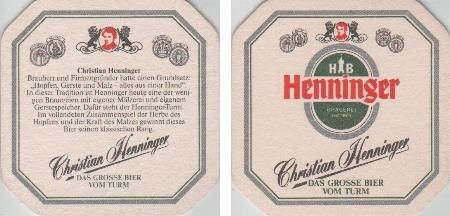 Christian Henninger
Brauherr und Firmengründer hatte einen Grundsatz:
„Hopfen, Gerste und Malz - alles aus einer Hand“
In dieser Tradition ist Henninger heute eine der weni-
gen Brauereien mit eigener Mälzerei und eigenem
Gerstespeicher. Dafür steht der Henninger-Turm.
Im vollendeten Zusammenspiel der Herbe des
Hopfens und der Kraft des Malzes gewinnt dieses
Bier seinen klassischen Rang.
Christian Henninger
DAS GROSSE BIER
VOM TURM
H B
Henninger
BRAUEREI
Christian Henninger
DAS GROSSE BIER
VOM TURM